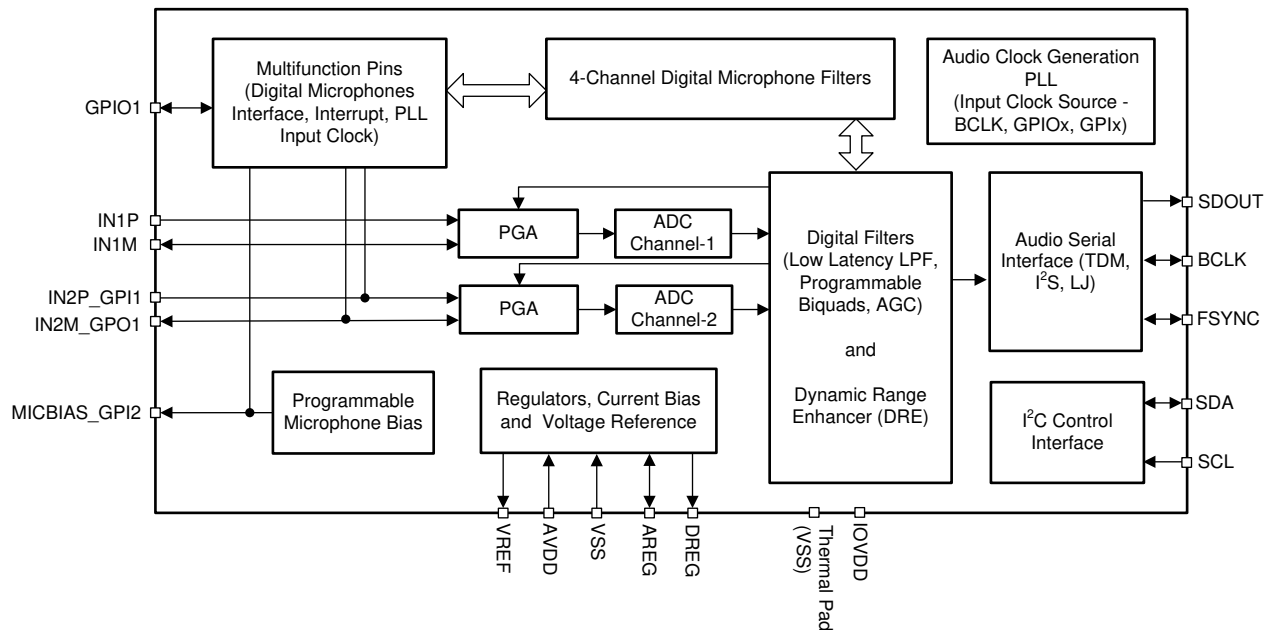 Multifunction Pins
(Digital Microphones
Interface, Interrupt, PLL
Input Clock)
4-Channel Digital Microphone Filters
Audio Clock Generation
PLL
(Input Clock Source -
BCLK, GPIOx, GPIx)
GPIO1
IN1P
IN1M
IN2P_GPI1
IN2M_GPO1
MICBIAS_GPI2
PGA
ADC
Channel-1
PGA
ADC
Channel-2
Digital Filters
(Low Latency LPF,
Programmable
Biquads, AGC)
and
Dynamic Range
Enhancer (DRE)
Audio Serial
Interface (TDM,
I²S, LJ)
SDOUT
BCLK
FSYNC
Programmable
Microphone Bias
Regulators, Current Bias
and Voltage Reference
I²C Control
Interface
SDA
SCL
VREF
AVDD
VSS
AREG
DREG
Thermal Pad
(VSS)
IOVDD